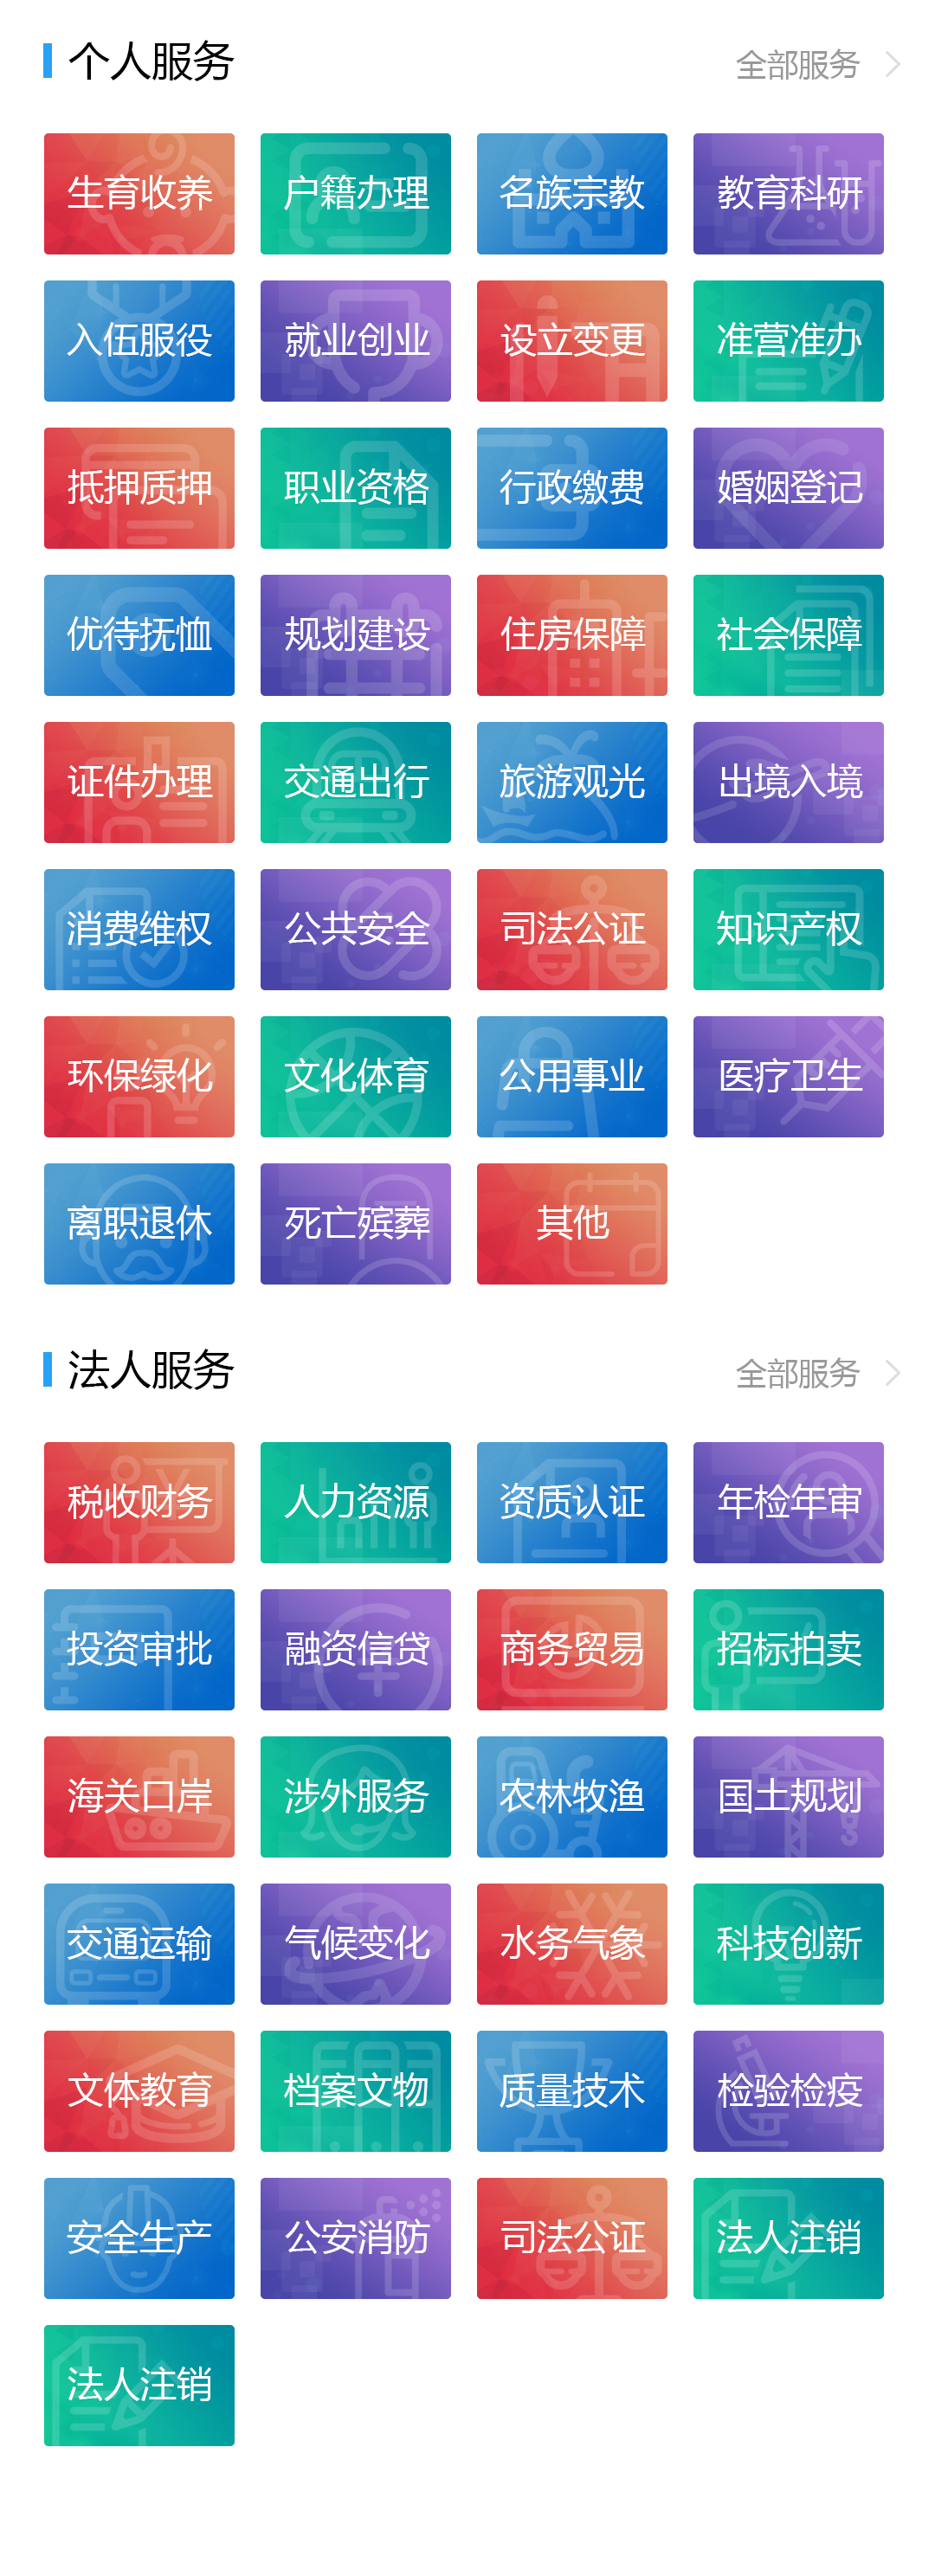 个人服务 全部服务
生育收养 户籍办理 名族宗教 教育科研
入伍服役 就业创业 设立变更 准营准办
抵押质押 职业资格 行政缴费 婚姻登记
优待抚恤 规划建设 住房保障 社会保障
证件办理 交通出行 旅游观光 出境入境
消费维权 公共安全 司法公证 知识产权
环保绿化 文化体育 公用事业 医疗卫生
离职退休 死亡殡葬 其他
法人服务 全部服务
税收财务 人力资源 资质认证 年检年审
投资审批 融资信贷 商务贸易 招标拍卖
海关口岸 涉外服务 农林牧渔 国土规划
交通运输 气候变化 水务气象 科技创新
文体教育 档案文物 质量技术 检验检疫
安全生产 公安消防 司法公证 法人注销
法人注销